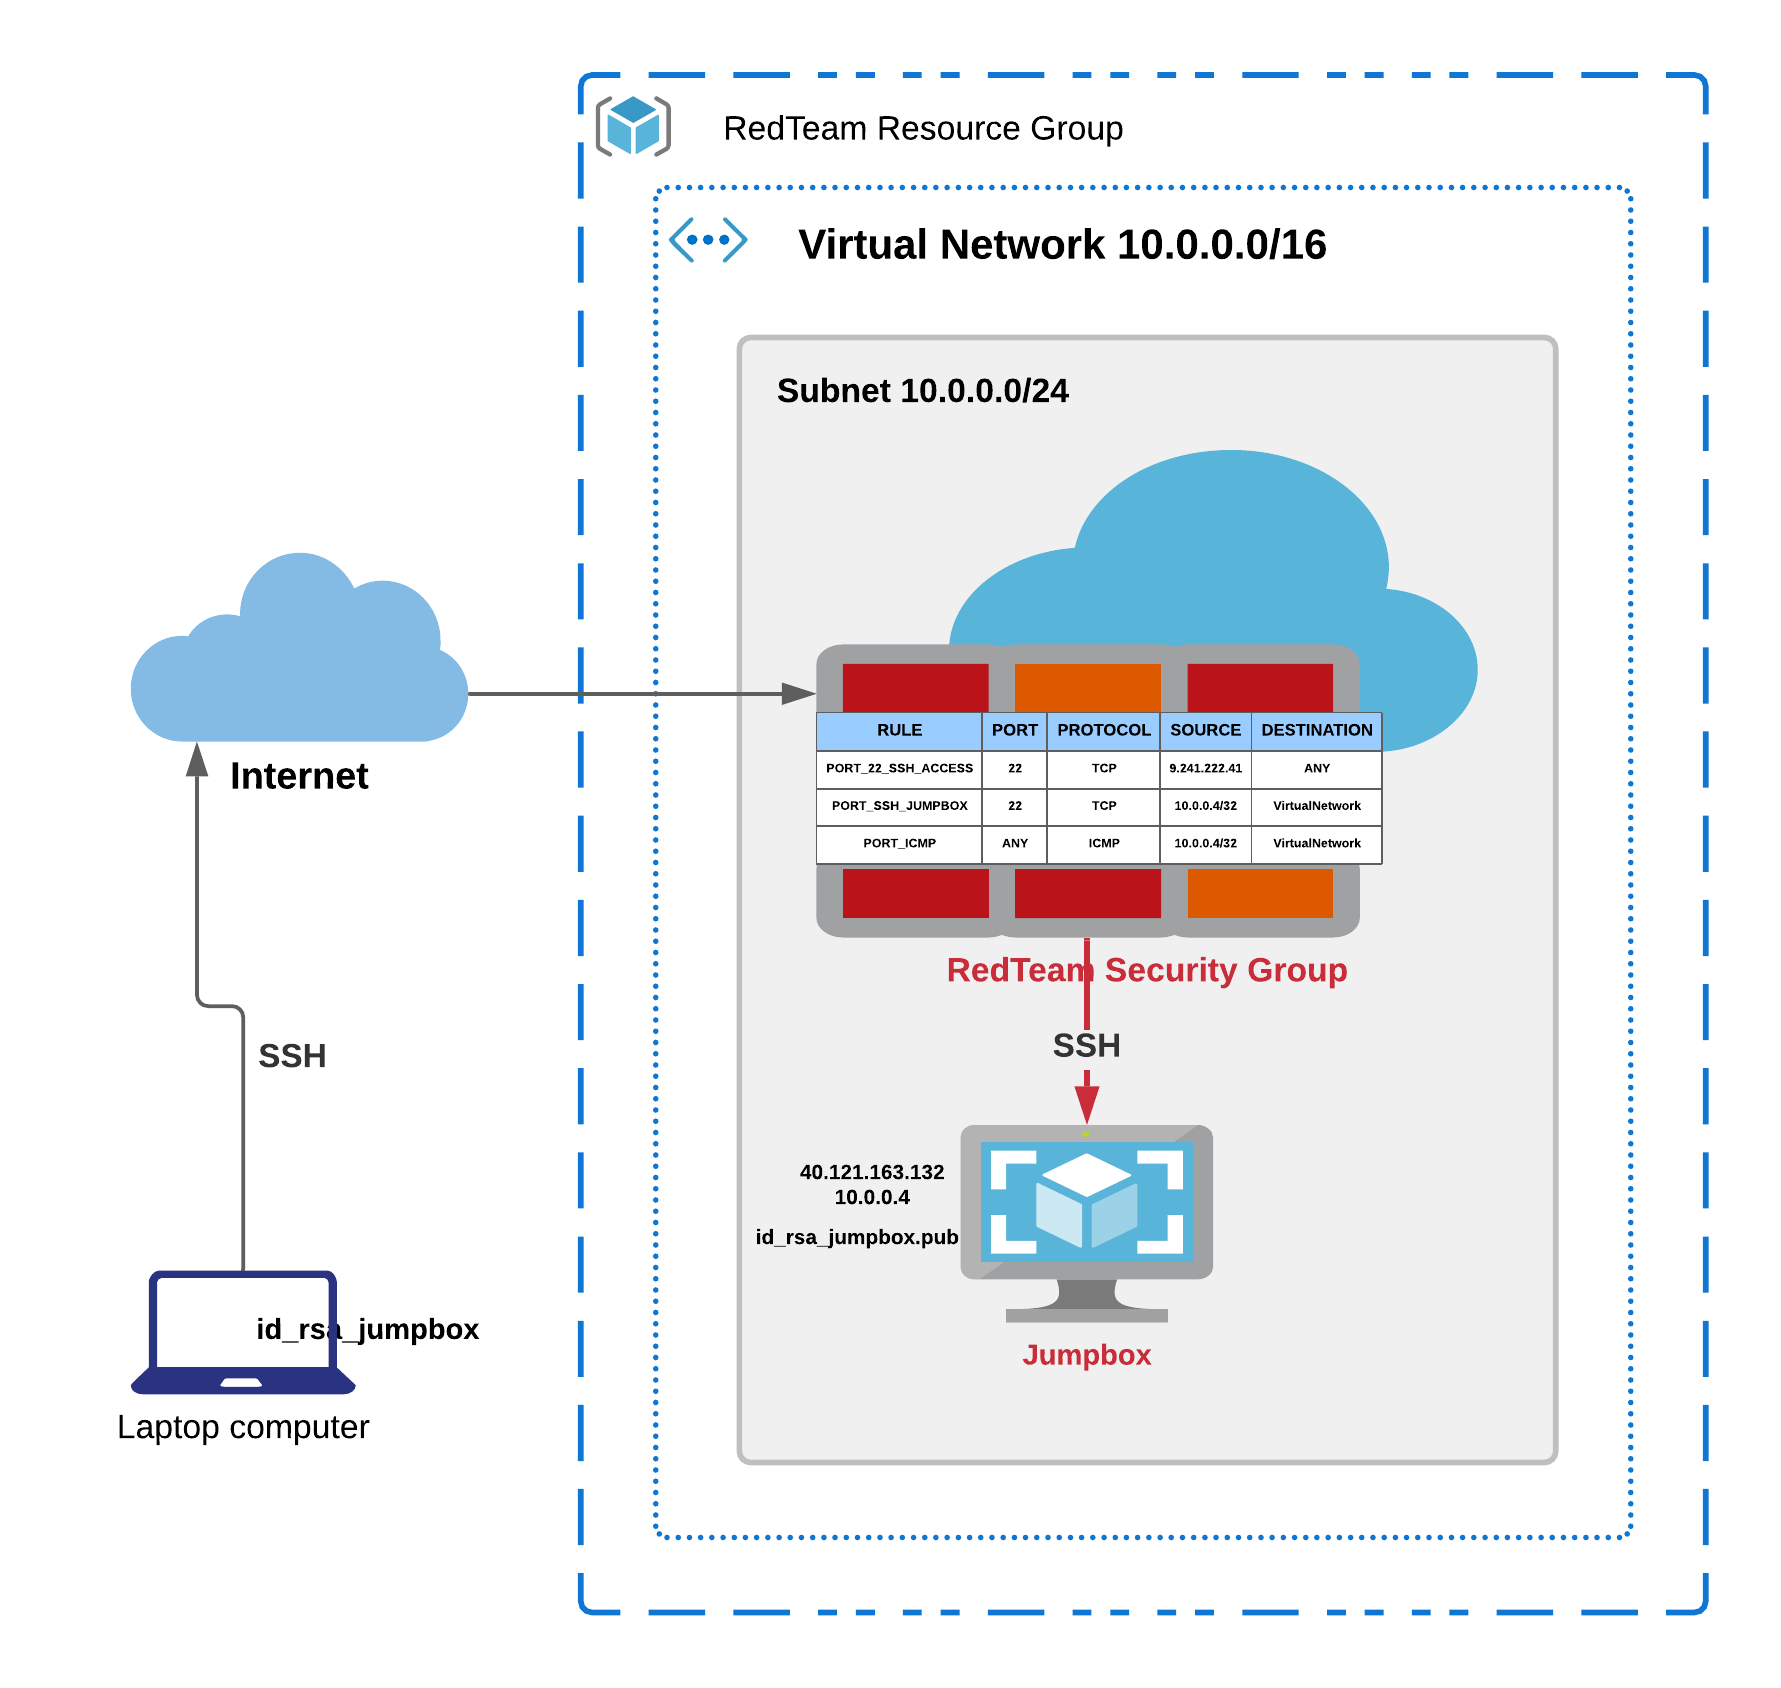 RedTeam Resource Group
Virtual Network 10.0.0.0/16
Subnet 10.0.0.0/24
RULE PORT PROTOCOL SOURCE DESTINATION
PORT_22_SSH_ACCESS 22 TCP 9.241.222.41 ANY
PORT_SSH_JUMPBOX 22 TCP 10.0.0.4/32 VirtualNetwork
PORT_ICMP ANY ICMP 10.0.0.4/32 VirtualNetwork
Internet
RedTeam Security Group
SSH
SSH
40.121.163.132
10.0.0.4
id_rsa_jumpbox.pub
id_rsa_jumpbox
Jumpbox
Laptop computer